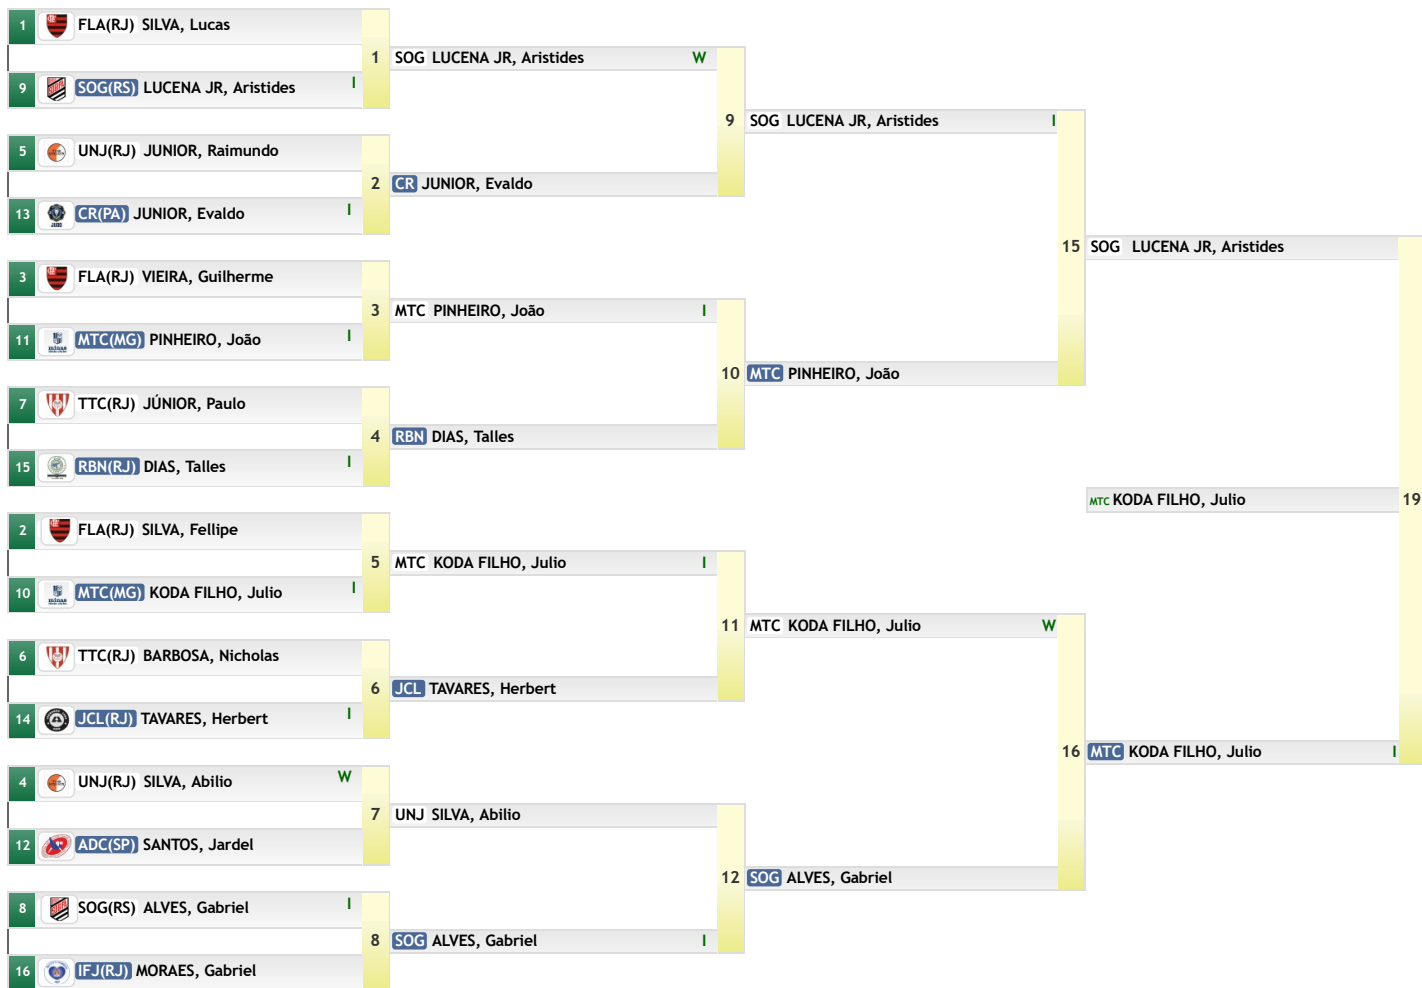 1 FLA(RJ) SILVA, Lucas
1 SOG LUCENA JR, Aristides W
9 SOG(RS) LUCENA JR, Aristides I
9 SOG LUCENA JR, Aristides I
5 UNJ(RJ) JUNIOR, Raimundo
2 CR JUNIOR, Evaldo
13 CR(PA) JUNIOR, Evaldo I
15 SOG LUCENA JR, Aristides
3 FLA(RJ) VIEIRA, Guilherme
3 MTC PINHEIRO, João I
11 MTC(MG) PINHEIRO, João I
10 MTC PINHEIRO, João
7 TTC(RJ) JÚNIOR, Paulo
4 RBN DIAS, Talles
15 RBN(RJ) DIAS, Talles I
MTC KODA FILHO, Julio 19
2 FLA(RJ) SILVA, Fellipe
5 MTC KODA FILHO, Julio I
10 MTC(MG) KODA FILHO, Julio I
11 MTC KODA FILHO, Julio W
6 TTC(RJ) BARBOSA, Nicholas
6 JCL TAVARES, Herbert
14 JCL(RJ) TAVARES, Herbert I
16 MTC KODA FILHO, Julio I
4 UNJ(RJ) SILVA, Abilio W
7 UNJ SILVA, Abilio
12 ADC(SP) SANTOS, Jardel
12 SOG ALVES, Gabriel
8 SOG(RS) ALVES, Gabriel I
8 SOG ALVES, Gabriel I
16 IFJ(RJ) MORAES, Gabriel